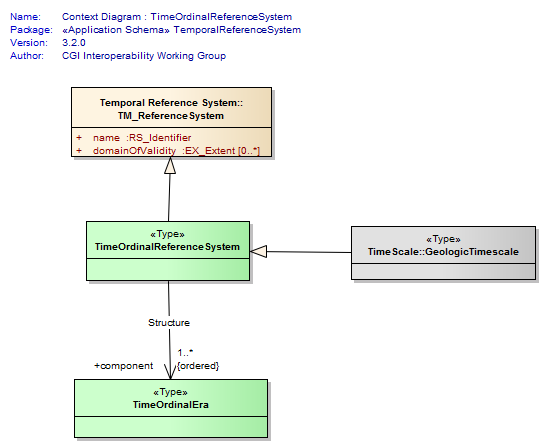 Name: Context Diagram : TimeOrdinalReferenceSystem
Package: «Application Schema» TemporalReferenceSystem
Version: 3.2.0
Author: CGI Interoperability Working Group
Temporal Reference System::
TM_ReferenceSystem
+ name :RS_Identifier
+ domainOfValidity :EX_Extent [0..*]
«Type»
TimeOrdinalReferenceSystem
«Type»
TimeScale::GeologicTimescale
Structure
1..*
+component {ordered}
«Type»
TimeOrdinalEra